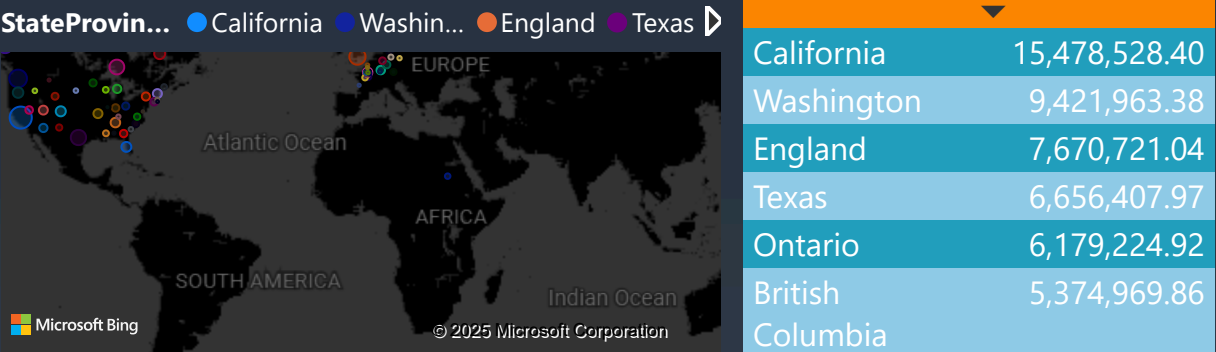 StateProvin... California Washin... England Texas
EUROPE
Atlantic Ocean
AFRICA
SOUTH AMERICA
Indian Ocean
Microsoft Bing
© 2025 Microsoft Corporation
California 15,478,528.40
Washington 9,421,963.38
England 7,670,721.04
Texas 6,656,407.97
Ontario 6,179,224.92
British 5,374,969.86
Columbia